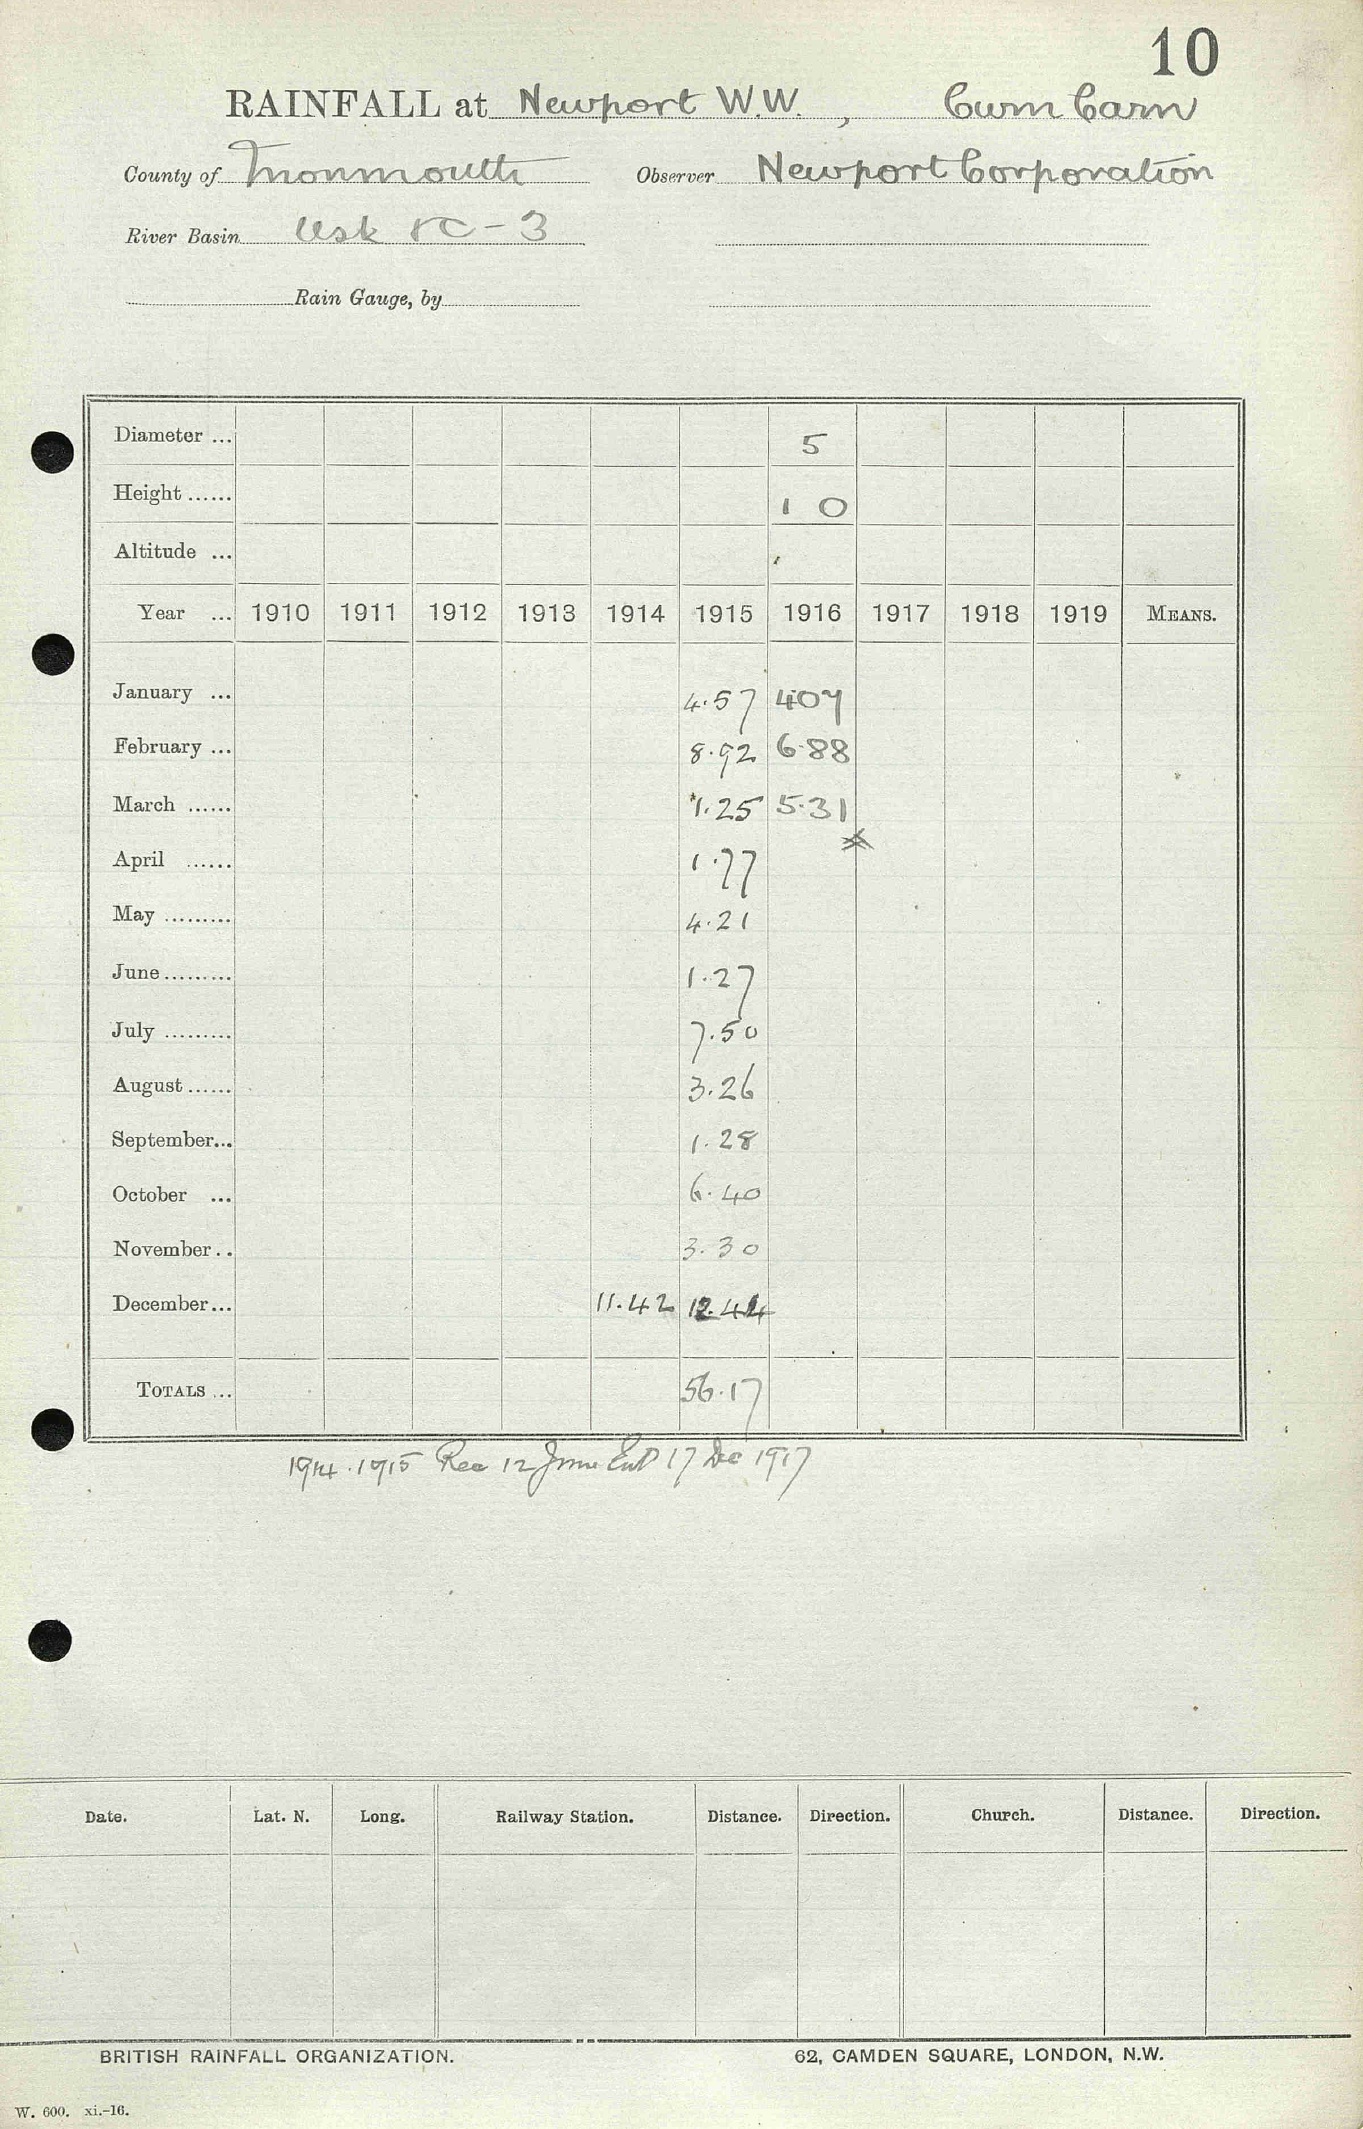 10
RAINFALL at Newport W.W. , Cwm Carn
County of Monmouth Observer Newport Corporation
River Basin Usk
Rain Gauge, by
Diameter ... 5
Height ...... 1 0
Altitude ...
Year ... 1910 1911 1912 1913 1914 1915 1916 1917 1918 1919 MEANS.
January ... 4.57 4.07
February ... 8.92 6.88
March ...... 1.25 5.31
April ...... 1.77
May ......... 4.21
June ......... 1.27
July ......... 7.50
August ...... 3.26
September... 1.28
October ... 6.40
November .. 3.30
December... 11.42 12.44
TOTALS ... 56.17
1914.1915 Rec 12 June Ent 17 Dec 1917
Date. Lat. N. Long. Railway Station. Distance. Direction. Church. Distance. Direction.
BRITISH RAINFALL ORGANIZATION. 62, CAMDEN SQUARE, LONDON, N.W.
W. 600. xi.-16.